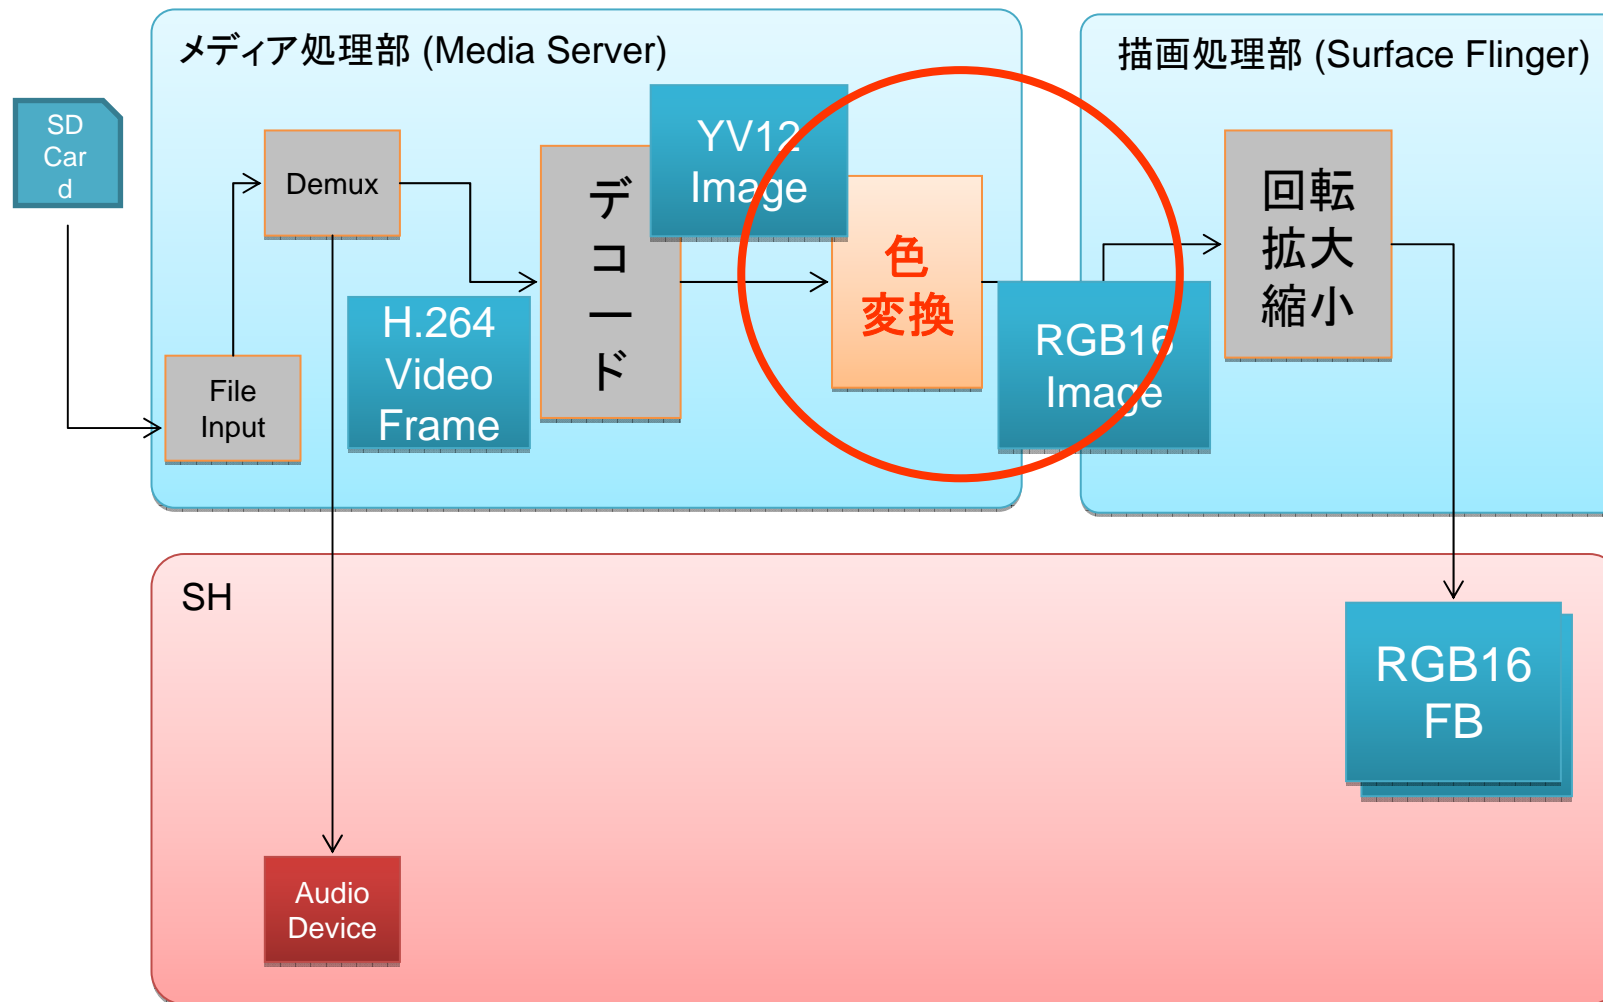 メディア処理部 (Media Server)
描画処理部 (Surface Flinger)
SD
Car
d
Demux
デ
コ
ー
ド
YV12
Image
色
変換
回転
拡大
縮小
H.264
Video
Frame
RGB16
Image
File
Input
SH
RGB16
FB
Audio
Device